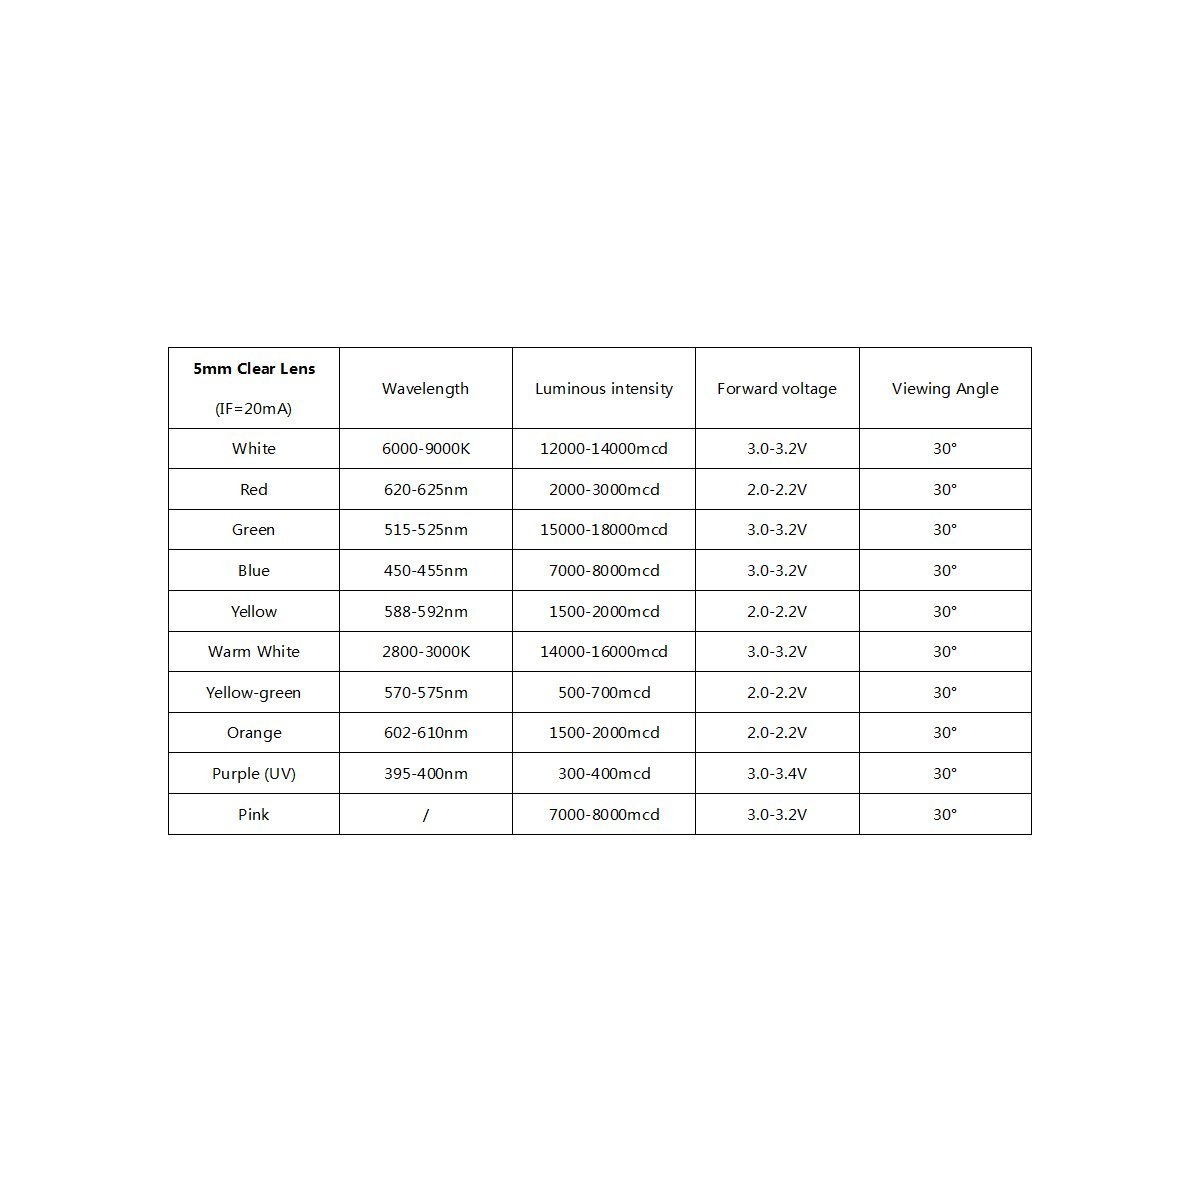 5mm Clear Lens
(IF=20mA)
Wavelength Luminous intensity Forward voltage Viewing Angle
White 6000-9000K 12000-14000mcd 3.0-3.2V 30°
Red 620-625nm 2000-3000mcd 2.0-2.2V 30°
Green 515-525nm 15000-18000mcd 3.0-3.2V 30°
Blue 450-455nm 7000-8000mcd 3.0-3.2V 30°
Yellow 588-592nm 1500-2000mcd 2.0-2.2V 30°
Warm White 2800-3000K 14000-16000mcd 3.0-3.2V 30°
Yellow-green 570-575nm 500-700mcd 2.0-2.2V 30°
Orange 602-610nm 1500-2000mcd 2.0-2.2V 30°
Purple (UV) 395-400nm 300-400mcd 3.0-3.4V 30°
Pink / 7000-8000mcd 3.0-3.2V 30°